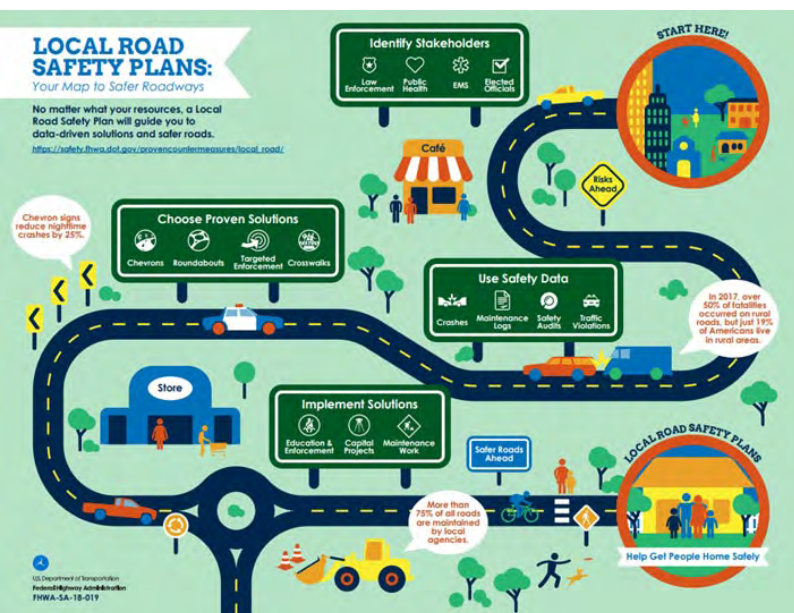 LOCAL ROAD
SAFETY PLANS:
Your Map to Safer Roadways
No matter what your resources, a Local
Road Safety Plan will guide you to
data-driven solutions and safer roads.
https://safety.fhwa.dot.gov/provencountermeasures/local_road/
START HERE!
Identify Stakeholders
Law
Enforcement
Public
Health
EMS
Elected
Officials
Café
Risks
Ahead
Use Safety Data
Crashes
Maintenance
Logs
Safety
Audits
Traffic
Violations
In 2017, over
50% of fatalities
occurred on rural
roads, but just 19%
of Americans live
in rural areas.
Choose Proven Solutions
Chevrons
Roundabouts
Targeted
Enforcement
Crosswalks
Chevron signs
reduce nighttime
crashes by 25%.
Store
Implement Solutions
Education &
Enforcement
Capital
Projects
Maintenance
Work
Safer Roads
Ahead
More than
75% of all roads
are maintained
by local
agencies.
LOCAL ROAD SAFETY PLANS
Help Get People Home Safely
U.S. Department of Transportation
Federal Highway Administration
FHWA-SA-18-019